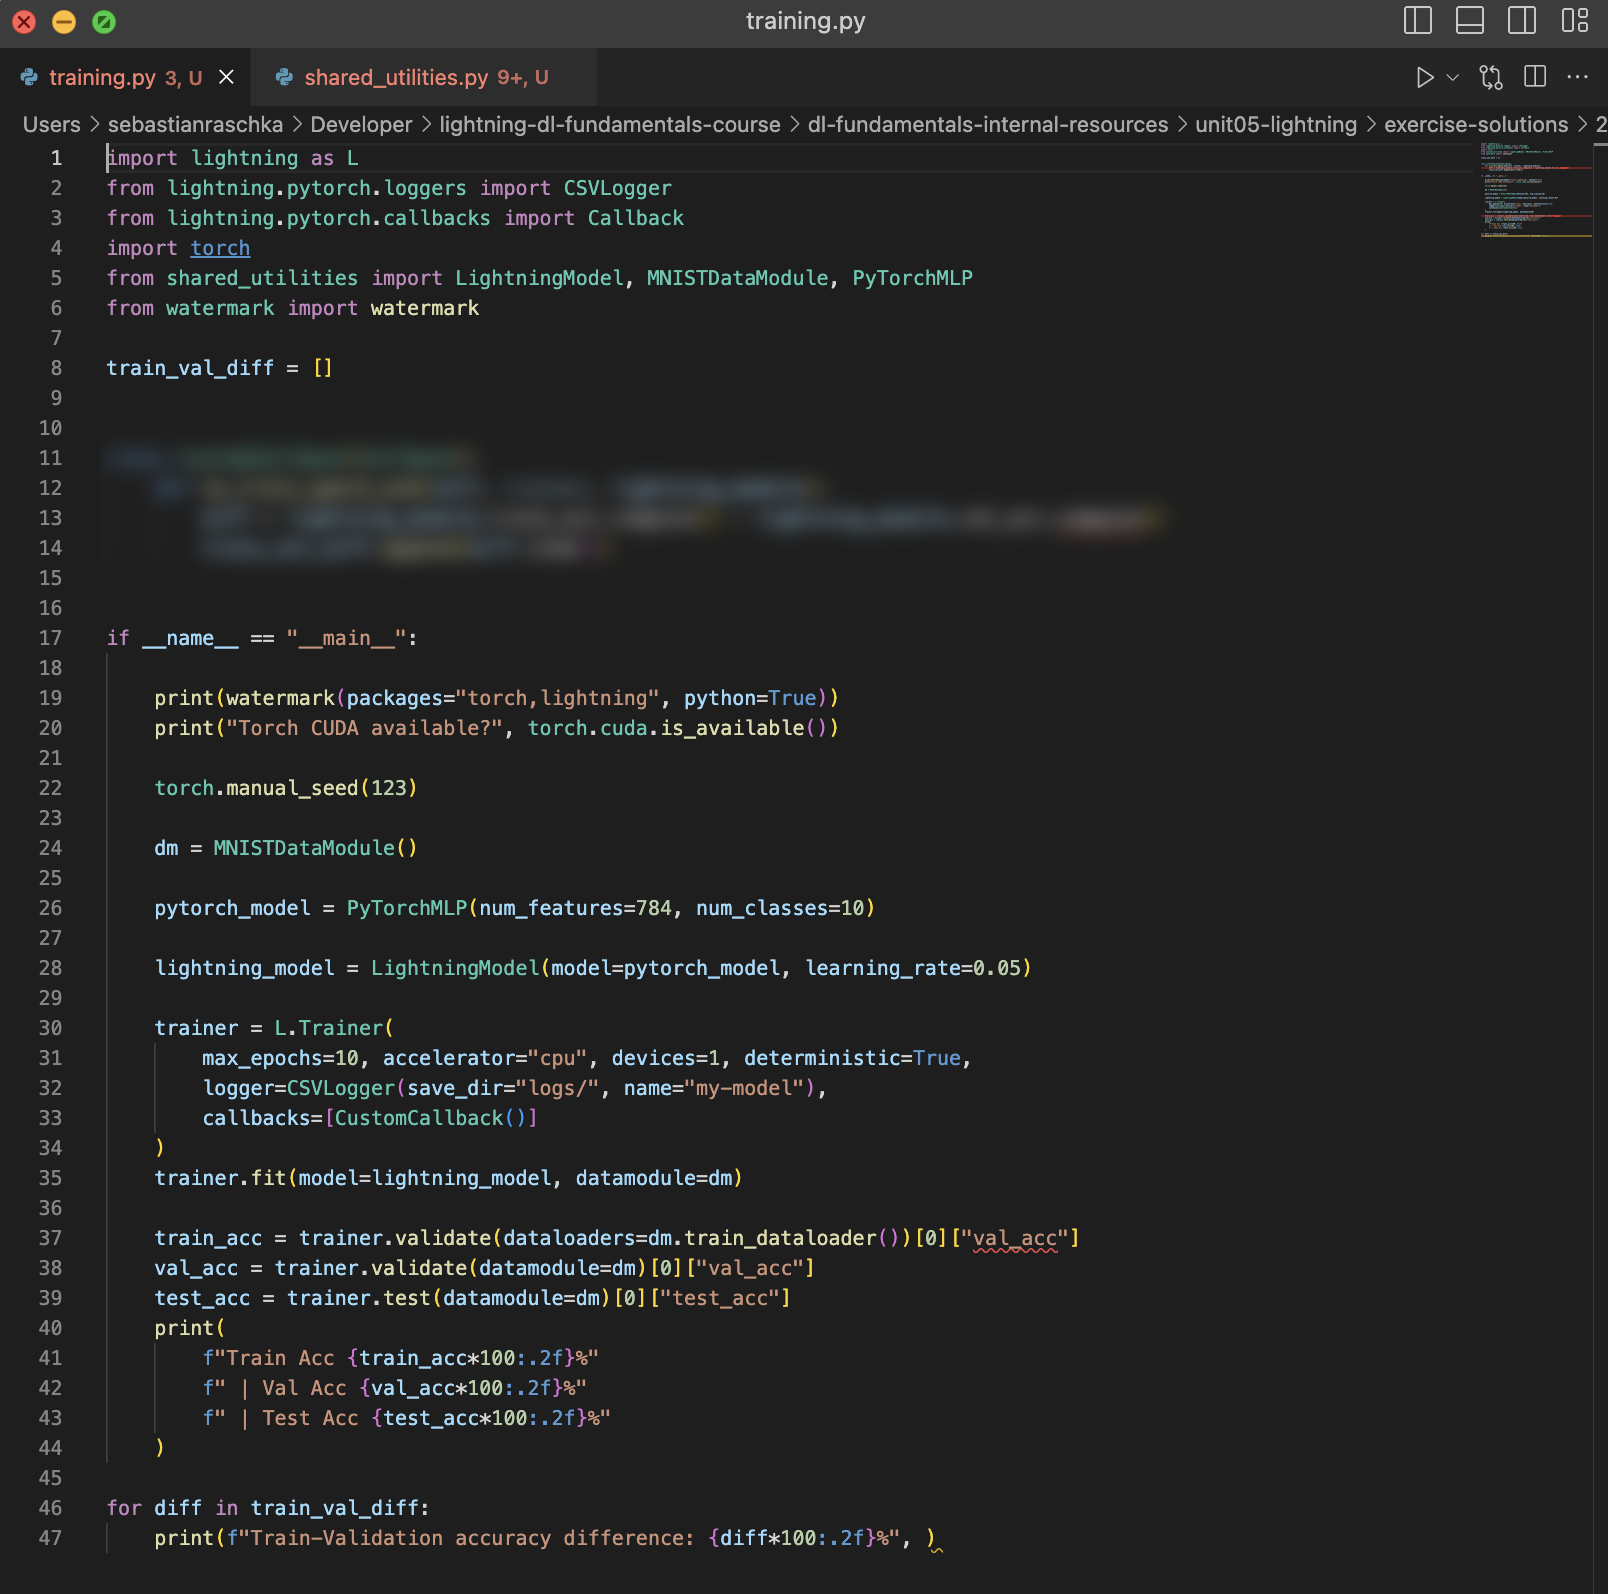 training.py
training.py 3, U
shared_utilities.py 9+, U
Users > sebastianraschka > Developer > lightning-dl-fundamentals-course > dl-fundamentals-internal-resources > unit05-lightning > exercise-solutions > 2
1 import lightning as L
2 from lightning.pytorch.loggers import CSVLogger
3 from lightning.pytorch.callbacks import Callback
4 import torch
5 from shared_utilities import LightningModel, MNISTDataModule, PyTorchMLP
6 from watermark import watermark
7
8 train_val_diff = []
9
10
11
12
13
14
15
16
17 if __name__ == "__main__":
18
19     print(watermark(packages="torch,lightning", python=True))
20     print("Torch CUDA available?", torch.cuda.is_available())
21
22     torch.manual_seed(123)
23
24     dm = MNISTDataModule()
25
26     pytorch_model = PyTorchMLP(num_features=784, num_classes=10)
27
28     lightning_model = LightningModel(model=pytorch_model, learning_rate=0.05)
29
30     trainer = L.Trainer(
31         max_epochs=10, accelerator="cpu", devices=1, deterministic=True,
32         logger=CSVLogger(save_dir="logs/", name="my-model"),
33         callbacks=[CustomCallback()]
34     )
35     trainer.fit(model=lightning_model, datamodule=dm)
36
37     train_acc = trainer.validate(dataloaders=dm.train_dataloader())[0]["val_acc"]
38     val_acc = trainer.validate(datamodule=dm)[0]["val_acc"]
39     test_acc = trainer.test(datamodule=dm)[0]["test_acc"]
40     print(
41         f"Train Acc {train_acc*100:.2f}%"
42         f" | Val Acc {val_acc*100:.2f}%"
43         f" | Test Acc {test_acc*100:.2f}%"
44     )
45
46 for diff in train_val_diff:
47     print(f"Train-Validation accuracy difference: {diff*100:.2f}%", )